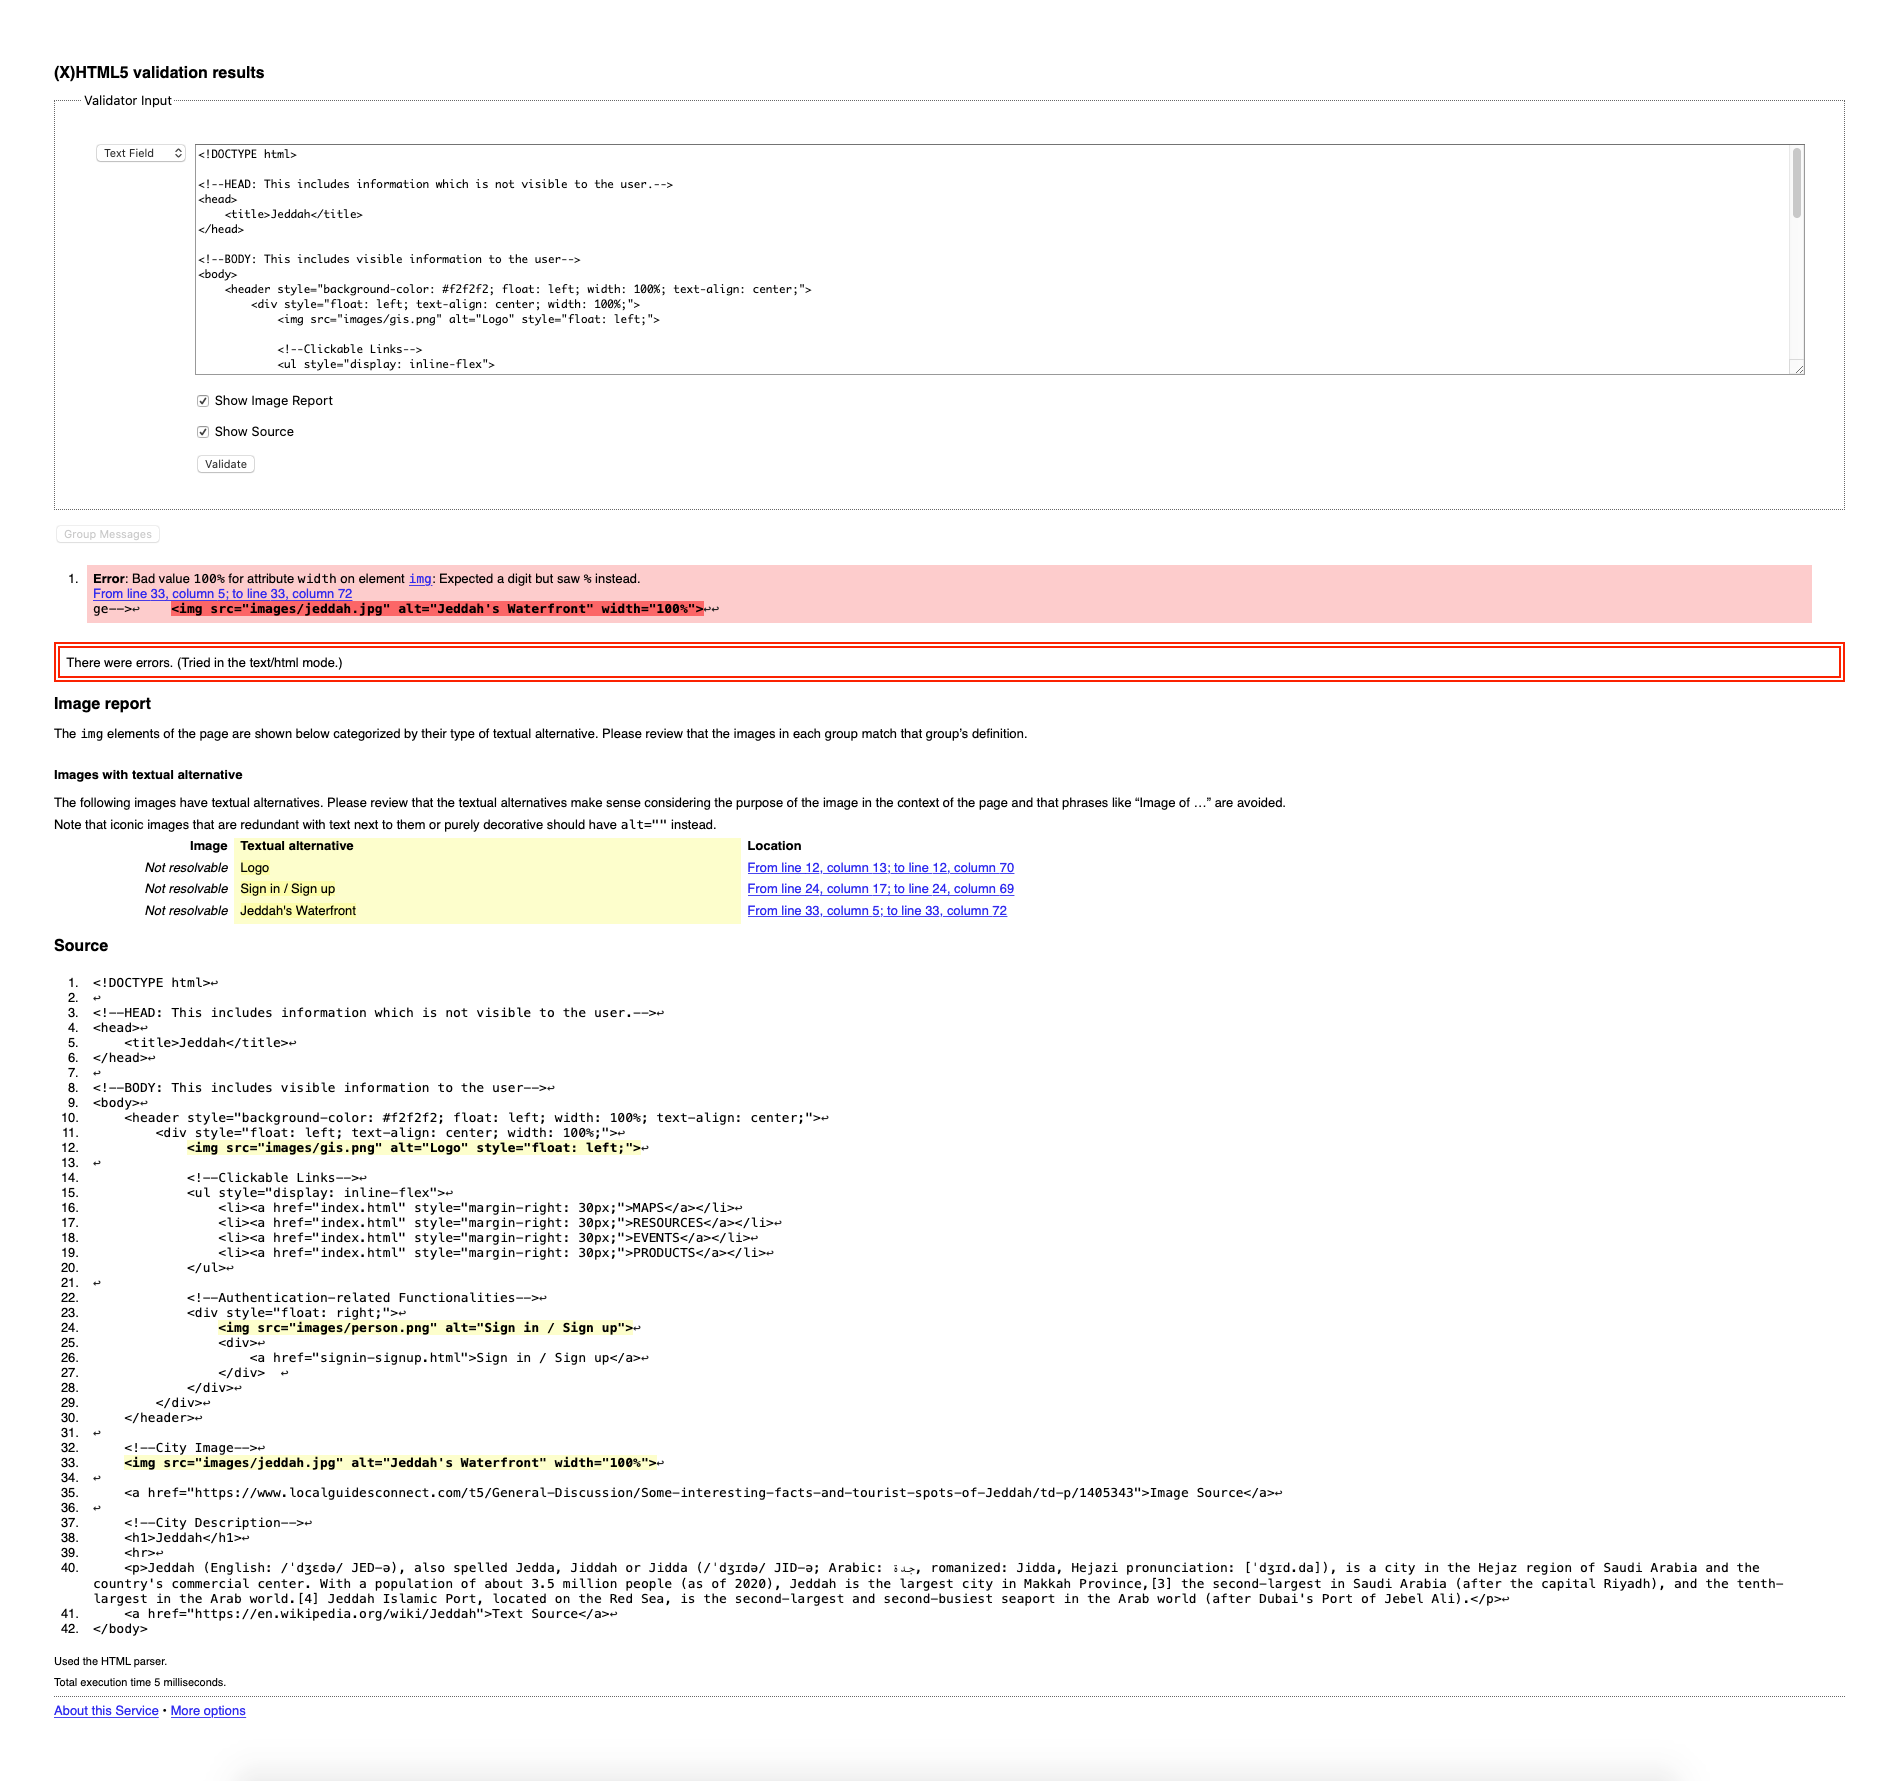 (X)HTML5 validation results
Validator Input
Text Field
<!DOCTYPE html>
<!--HEAD: This includes information which is not visible to the user.-->
<head>
    <title>Jeddah</title>
</head>
<!--BODY: This includes visible information to the user-->
<body>
    <header style="background-color: #f2f2f2; float: left; width: 100%; text-align: center;">
        <div style="float: left; text-align: center; width: 100%;">
            <img src="images/gis.png" alt="Logo" style="float: left;">
            <!--Clickable Links-->
            <ul style="display: inline-flex">
Show Image Report
Show Source
Validate
Group Messages
1. Error: Bad value 100% for attribute width on element img: Expected a digit but saw % instead.
From line 33, column 5; to line 33, column 72
ge-->↩    <img src="images/jeddah.jpg" alt="Jeddah's Waterfront" width="100%">↩↩
There were errors. (Tried in the text/html mode.)
Image report
The img elements of the page are shown below categorized by their type of textual alternative. Please review that the images in each group match that group’s definition.
Images with textual alternative
The following images have textual alternatives. Please review that the textual alternatives make sense considering the purpose of the image in the context of the page and that phrases like “Image of …” are avoided.
Note that iconic images that are redundant with text next to them or purely decorative should have alt="" instead.
Image Textual alternative Location
Not resolvable Logo From line 12, column 13; to line 12, column 70
Not resolvable Sign in / Sign up From line 24, column 17; to line 24, column 69
Not resolvable Jeddah's Waterfront From line 33, column 5; to line 33, column 72
Source
1. <!DOCTYPE html>↩
2. ↩
3. <!--HEAD: This includes information which is not visible to the user.-->↩
4. <head>↩
5.     <title>Jeddah</title>↩
6. </head>↩
7. ↩
8. <!--BODY: This includes visible information to the user-->↩
9. <body>↩
10.     <header style="background-color: #f2f2f2; float: left; width: 100%; text-align: center;">↩
11.         <div style="float: left; text-align: center; width: 100%;">↩
12.             <img src="images/gis.png" alt="Logo" style="float: left;">↩
13. ↩
14.             <!--Clickable Links-->↩
15.             <ul style="display: inline-flex">↩
16.                 <li><a href="index.html" style="margin-right: 30px;">MAPS</a></li>↩
17.                 <li><a href="index.html" style="margin-right: 30px;">RESOURCES</a></li>↩
18.                 <li><a href="index.html" style="margin-right: 30px;">EVENTS</a></li>↩
19.                 <li><a href="index.html" style="margin-right: 30px;">PRODUCTS</a></li>↩
20.             </ul>↩
21. ↩
22.             <!--Authentication-related Functionalities-->↩
23.             <div style="float: right;">↩
24.                 <img src="images/person.png" alt="Sign in / Sign up">↩
25.                 <div>↩
26.                     <a href="signin-signup.html">Sign in / Sign up</a>↩
27.                 </div>  ↩
28.             </div>↩
29.         </div>↩
30.     </header>↩
31. ↩
32.     <!--City Image-->↩
33.     <img src="images/jeddah.jpg" alt="Jeddah's Waterfront" width="100%">↩
34. ↩
35.     <a href="https://www.localguidesconnect.com/t5/General-Discussion/Some-interesting-facts-and-tourist-spots-of-Jeddah/td-p/1405343">Image Source</a>↩
36. ↩
37.     <!--City Description-->↩
38.     <h1>Jeddah</h1>↩
39.     <hr>↩
40.     <p>Jeddah (English: /ˈdʒɛdə/ JED-ə), also spelled Jedda, Jiddah or Jidda (/ˈdʒɪdə/ JID-ə; Arabic: جدة, romanized: Jidda, Hejazi pronunciation: [ˈdʒɪd.da]), is a city in the Hejaz region of Saudi Arabia and the
country's commercial center. With a population of about 3.5 million people (as of 2020), Jeddah is the largest city in Makkah Province,[3] the second-largest in Saudi Arabia (after the capital Riyadh), and the tenth-
largest in the Arab world.[4] Jeddah Islamic Port, located on the Red Sea, is the second-largest and second-busiest seaport in the Arab world (after Dubai's Port of Jebel Ali).</p>↩
41.     <a href="https://en.wikipedia.org/wiki/Jeddah">Text Source</a>↩
42. </body>
Used the HTML parser.
Total execution time 5 milliseconds.
About this Service • More options